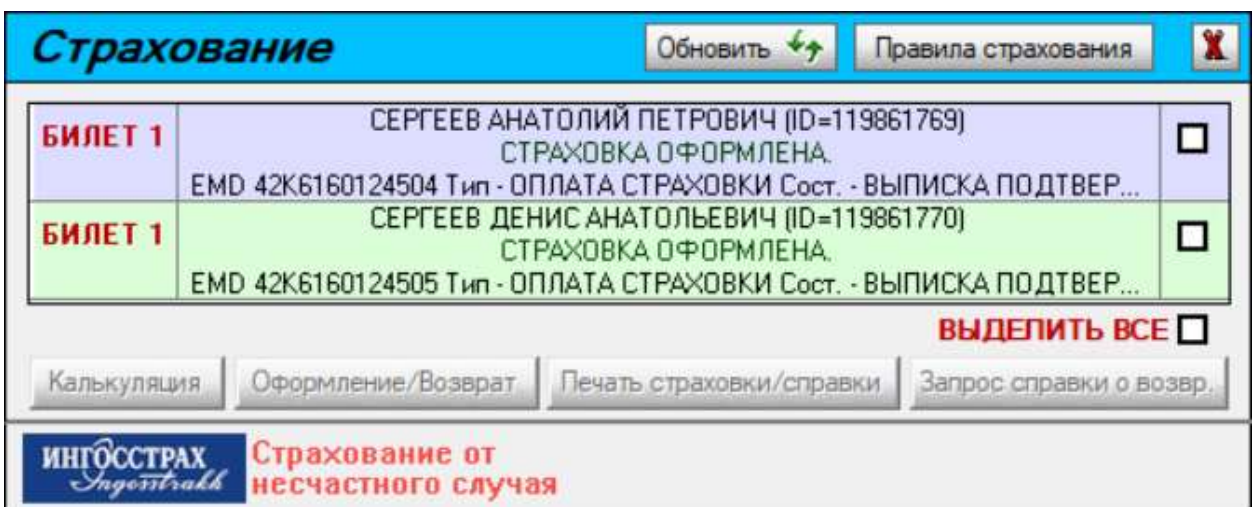 Страхование
Обновить
Правила страхования
БИЛЕТ 1
СЕРГЕЕВ АНАТОЛИЙ ПЕТРОВИЧ (ID=119861769)
СТРАХОВКА ОФОРМЛЕНА.
EMD 42K6160124504 Тип - ОПЛАТА СТРАХОВКИ Сост. - ВЫПИСКА ПОДТВЕР...
БИЛЕТ 1
СЕРГЕЕВ ДЕНИС АНАТОЛЬЕВИЧ (ID=119861770)
СТРАХОВКА ОФОРМЛЕНА.
EMD 42K6160124505 Тип - ОПЛАТА СТРАХОВКИ Сост. - ВЫПИСКА ПОДТВЕР...
ВЫДЕЛИТЬ ВСЕ
Калькуляция
Оформление/Возврат
Печать страховки/справки
Запрос справки о возвр.
ИНГОССТРАХ
Ingosstrakh
Страхование от
несчастного случая